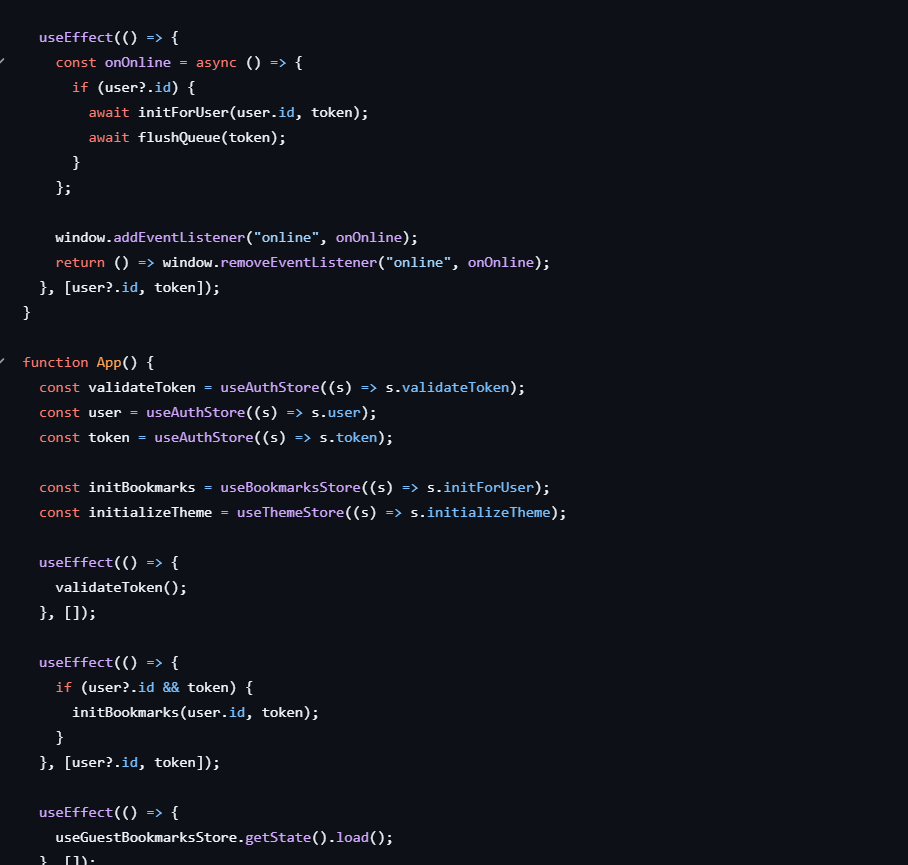 useEffect(() => {
const onOnline = async () => {
if (user?.id) {
await initForUser(user.id, token);
await flushQueue(token);
}
};
window.addEventListener("online", onOnline);
return () => window.removeEventListener("online", onOnline);
}, [user?.id, token]);
}
function App() {
const validateToken = useAuthStore((s) => s.validateToken);
const user = useAuthStore((s) => s.user);
const token = useAuthStore((s) => s.token);
const initBookmarks = useBookmarksStore((s) => s.initForUser);
const initializeTheme = useThemeStore((s) => s.initializeTheme);
useEffect(() => {
validateToken();
}, []);
useEffect(() => {
if (user?.id && token) {
initBookmarks(user.id, token);
}
}, [user?.id, token]);
useEffect(() => {
useGuestBookmarksStore.getState().load();
}, []);